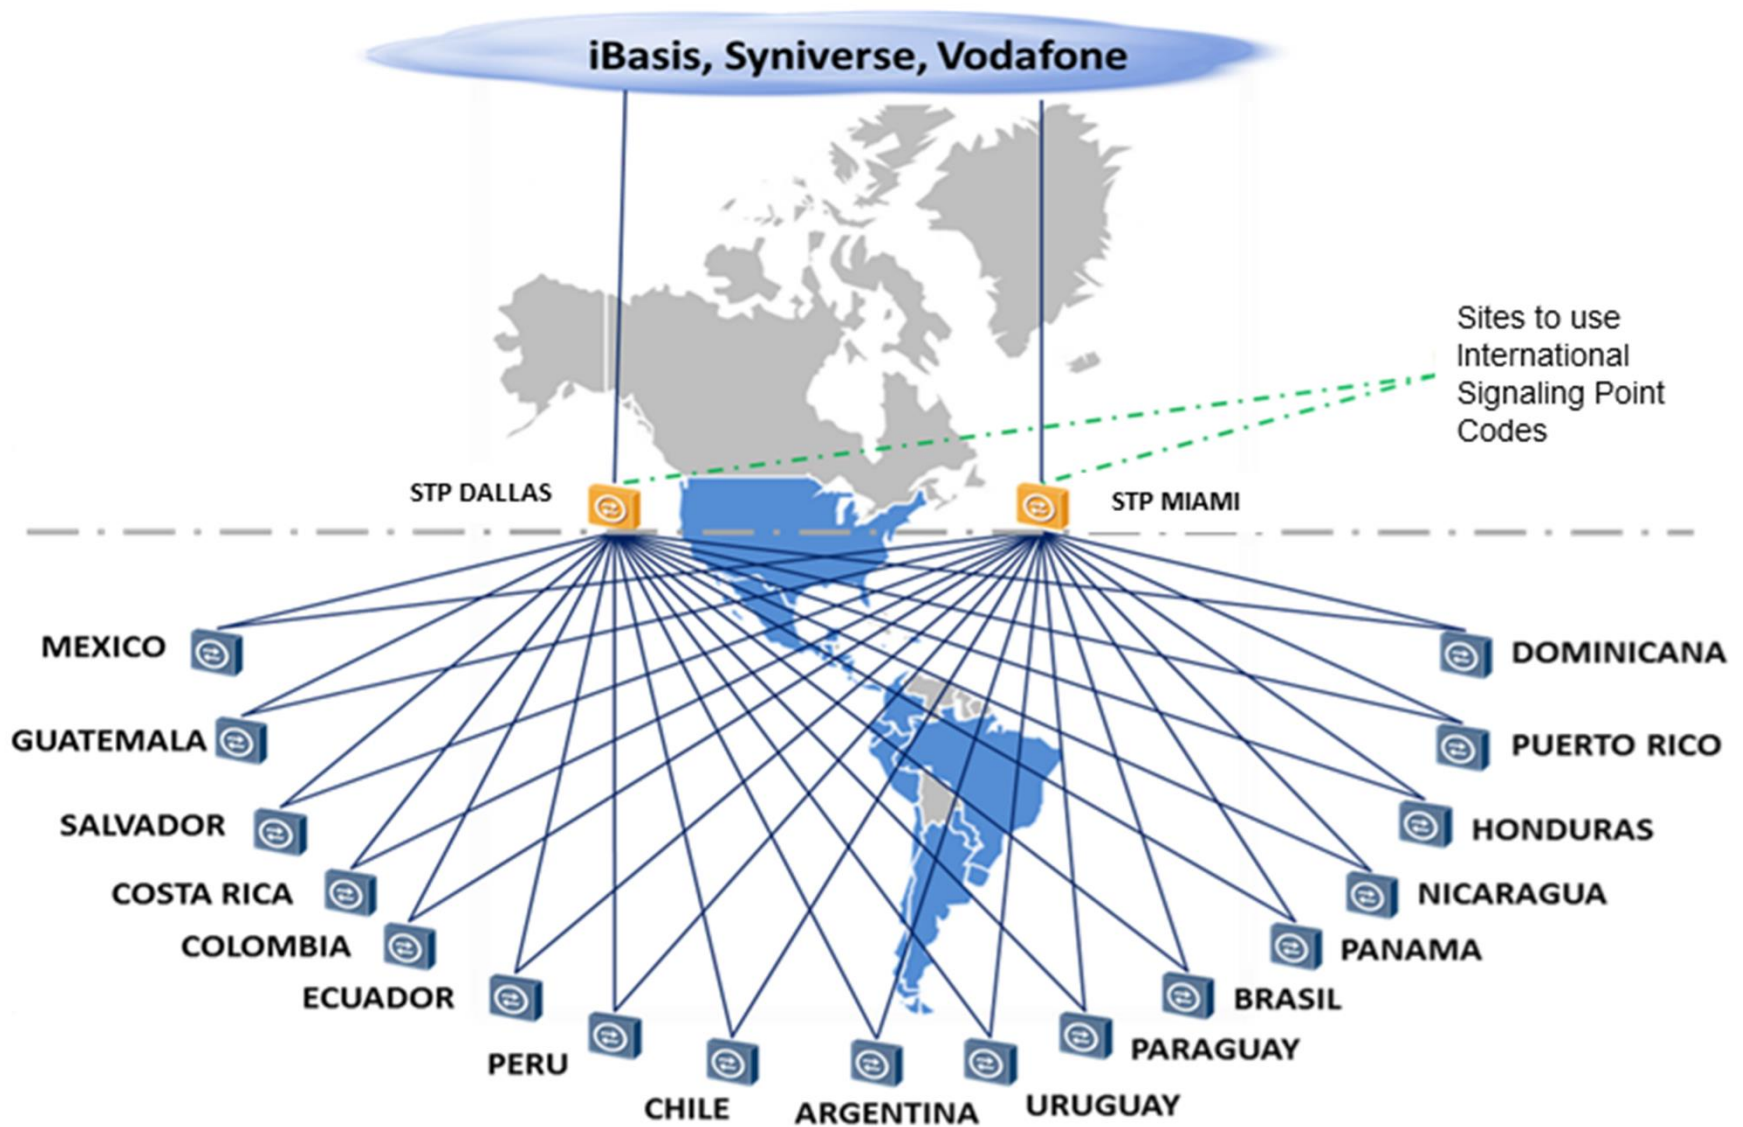 iBasis, Syniverse, Vodafone
Sites to use
International
Signaling Point
Codes
STP DALLAS
STP MIAMI
MEXICO
DOMINICANA
GUATEMALA
PUERTO RICO
SALVADOR
HONDURAS
COSTA RICA
NICARAGUA
COLOMBIA
PANAMA
ECUADOR
BRASIL
PERU
PARAGUAY
CHILE
ARGENTINA
URUGUAY